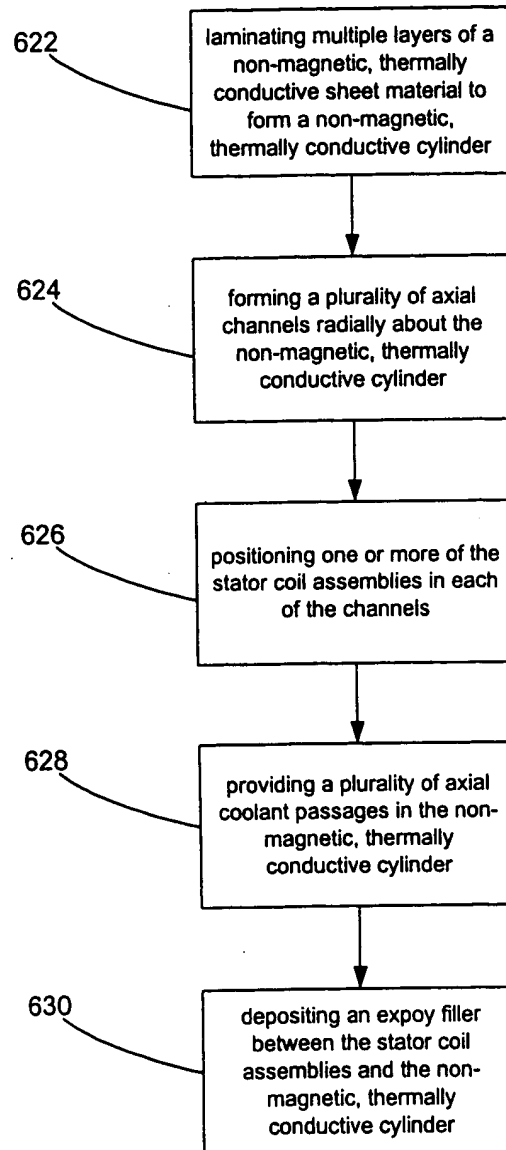 622
laminating multiple layers of a
non-magnetic, thermally
conductive sheet material to
form a non-magnetic,
thermally conductive cylinder
624
forming a plurality of axial
channels radially about the
non-magnetic, thermally
conductive cylinder
626
positioning one or more of the
stator coil assemblies in each
of the channels
628
providing a plurality of axial
coolant passages in the non-
magnetic, thermally
conductive cylinder
630
depositing an expoy filler
between the stator coil
assemblies and the non-
magnetic, thermally
conductive cylinder